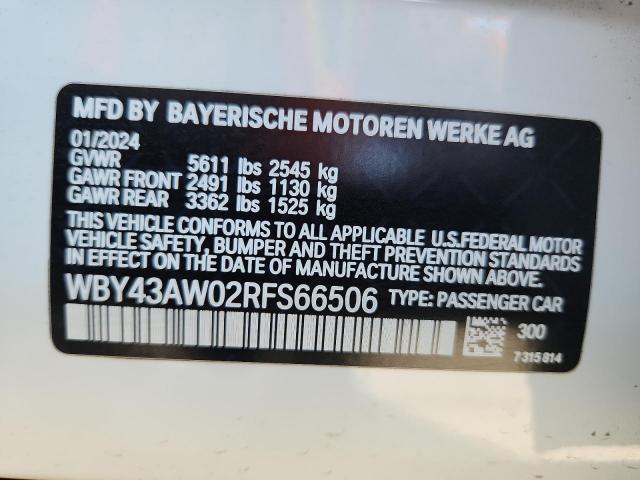 MFD BY BAYERISCHE MOTOREN WERKE AG
01/2024
GVWR 5611 lbs 2545 kg
GAWR FRONT 2491 lbs 1130 kg
GAWR REAR 3362 lbs 1525 kg
THIS VEHICLE CONFORMS TO ALL APPLICABLE U.S.FEDERAL MOTOR
VEHICLE SAFETY, BUMPER AND THEFT PREVENTION STANDARDS
IN EFFECT ON THE DATE OF MANUFACTURE SHOWN ABOVE.
WBY43AW02RFS66506 TYPE: PASSENGER CAR
300
7315814